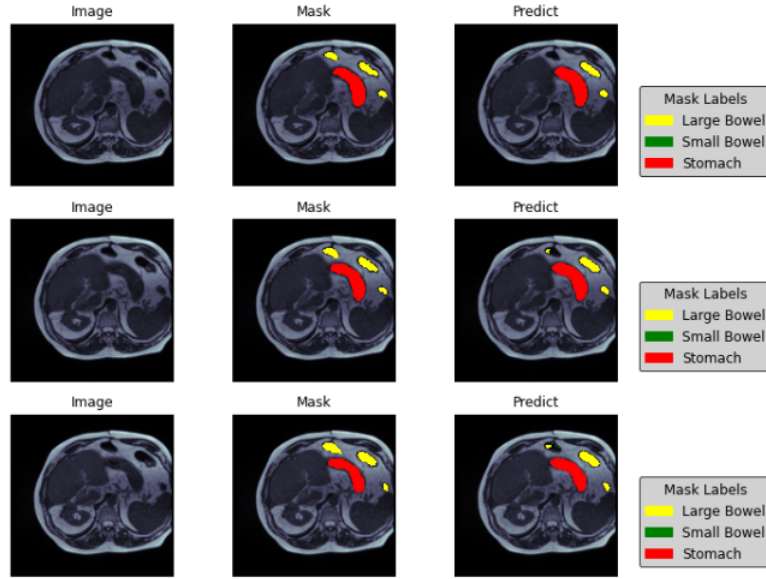 Image
Mask
Predict
Mask Labels
Large Bowel
Small Bowel
Stomach
Image
Mask
Predict
Mask Labels
Large Bowel
Small Bowel
Stomach
Image
Mask
Predict
Mask Labels
Large Bowel
Small Bowel
Stomach